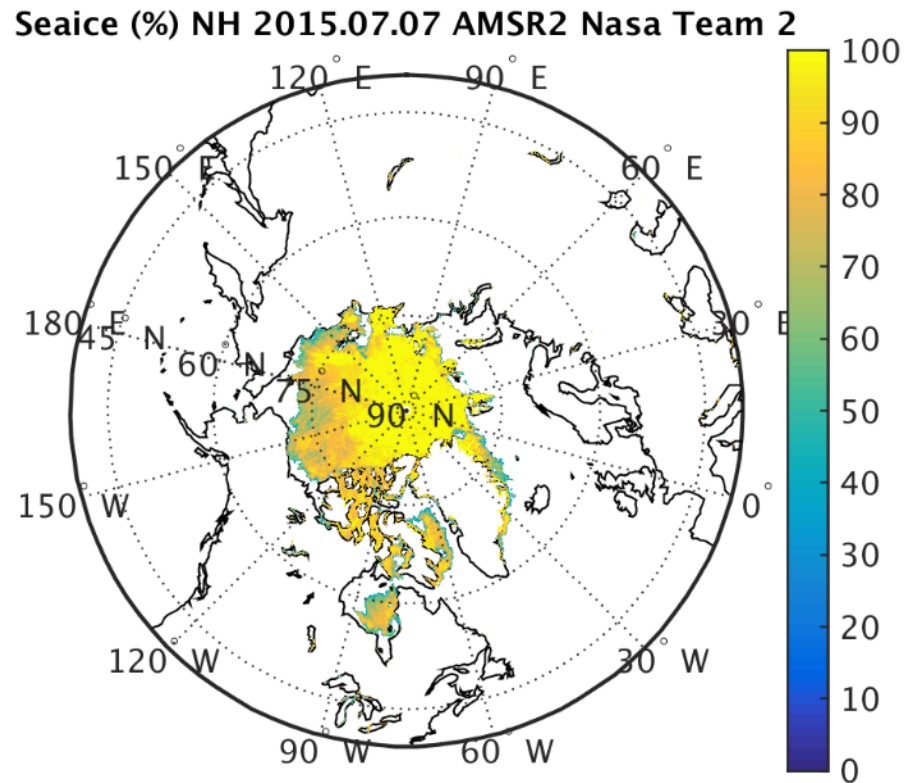 Seaice (%) NH 2015.07.07 AMSR2 Nasa Team 2
120° E
90° E
150° E
60° E
180° E
30° E
45° N
60° N
75° N
90° N
150° W
0°
120° W
30° W
90° W
60° W
100
90
80
70
60
50
40
30
20
10
0